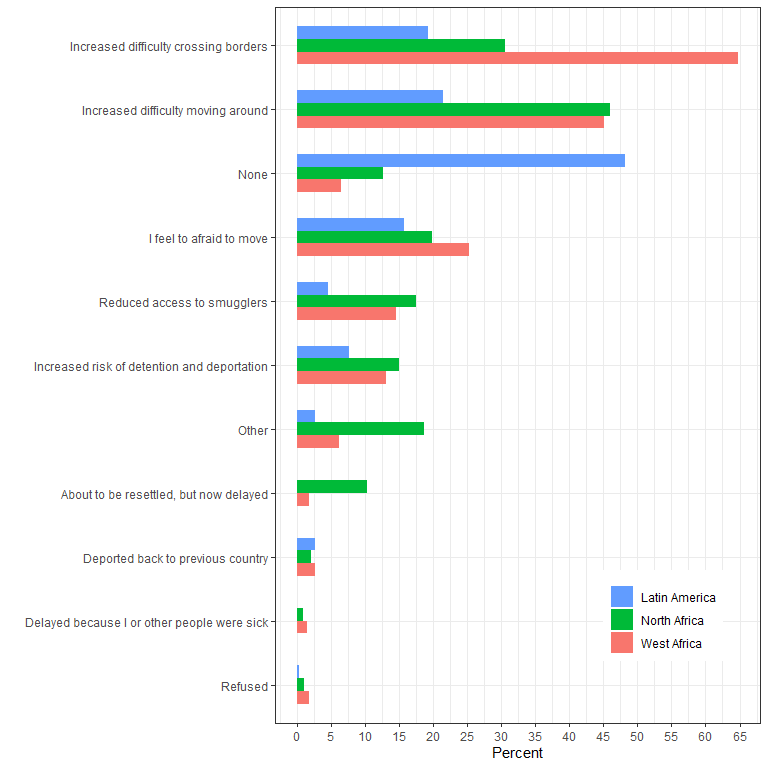 Increased difficulty crossing borders
Increased difficulty moving around
None
I feel to afraid to move
Reduced access to smugglers
Increased risk of detention and deportation
Other
About to be resettled, but now delayed
Deported back to previous country
Delayed because I or other people were sick
Refused
Latin America
North Africa
West Africa
0 5 10 15 20 25 30 35 40 45 50 55 60 65
Percent